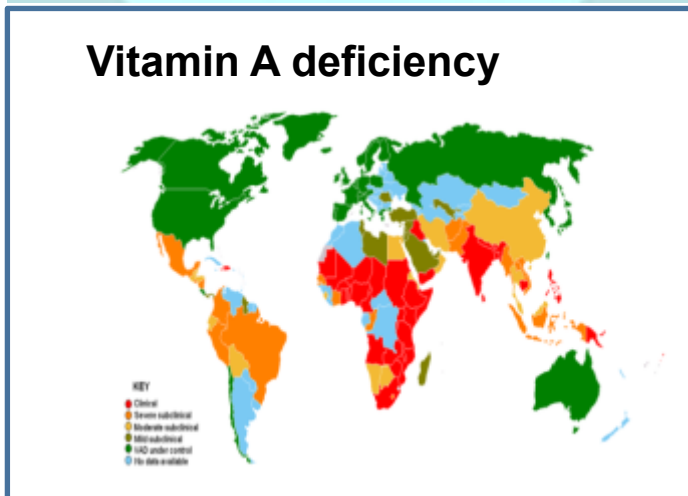 Vitamin A deficiency
KEY
Clinical
Severe subclinical
Moderate subclinical
Mild subclinical
VAD under control
No data available